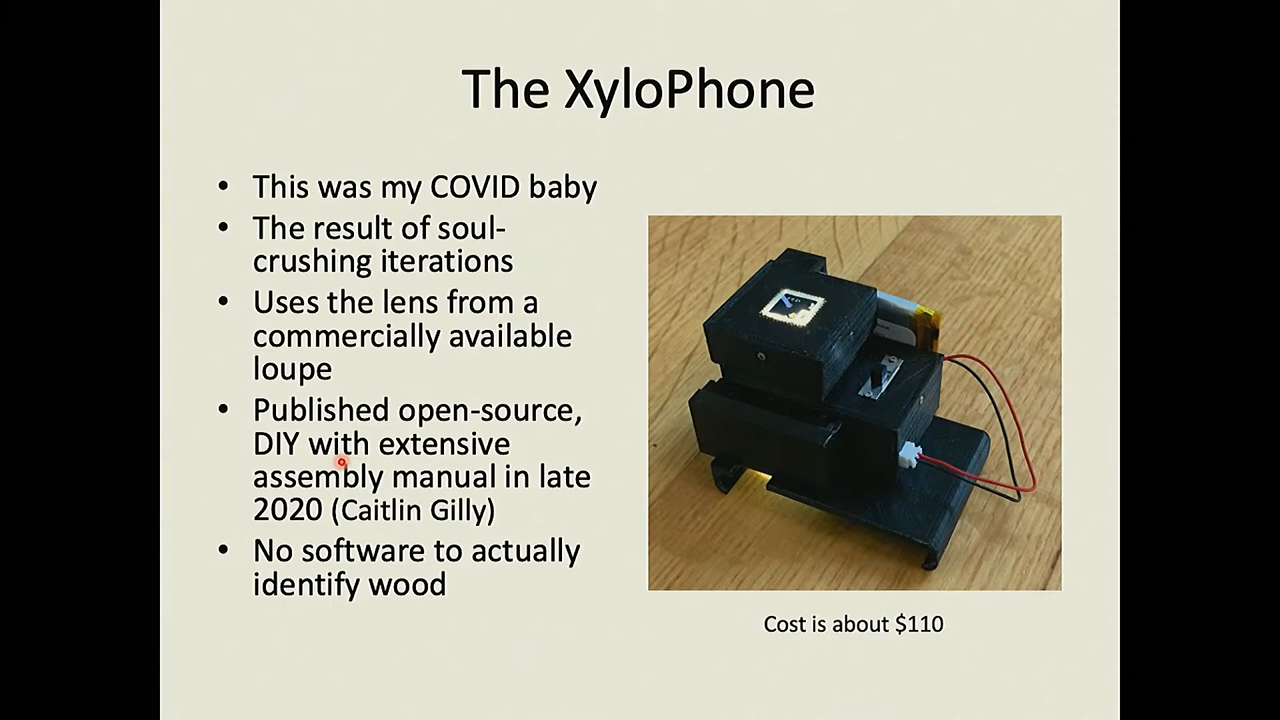 The XyloPhone
• This was my COVID baby
• The result of soul-
crushing iterations
• Uses the lens from a
commercially available
loupe
• Published open-source,
DIY with extensive
assembly manual in late
2020 (Caitlin Gilly)
• No software to actually
identify wood
Cost is about $110